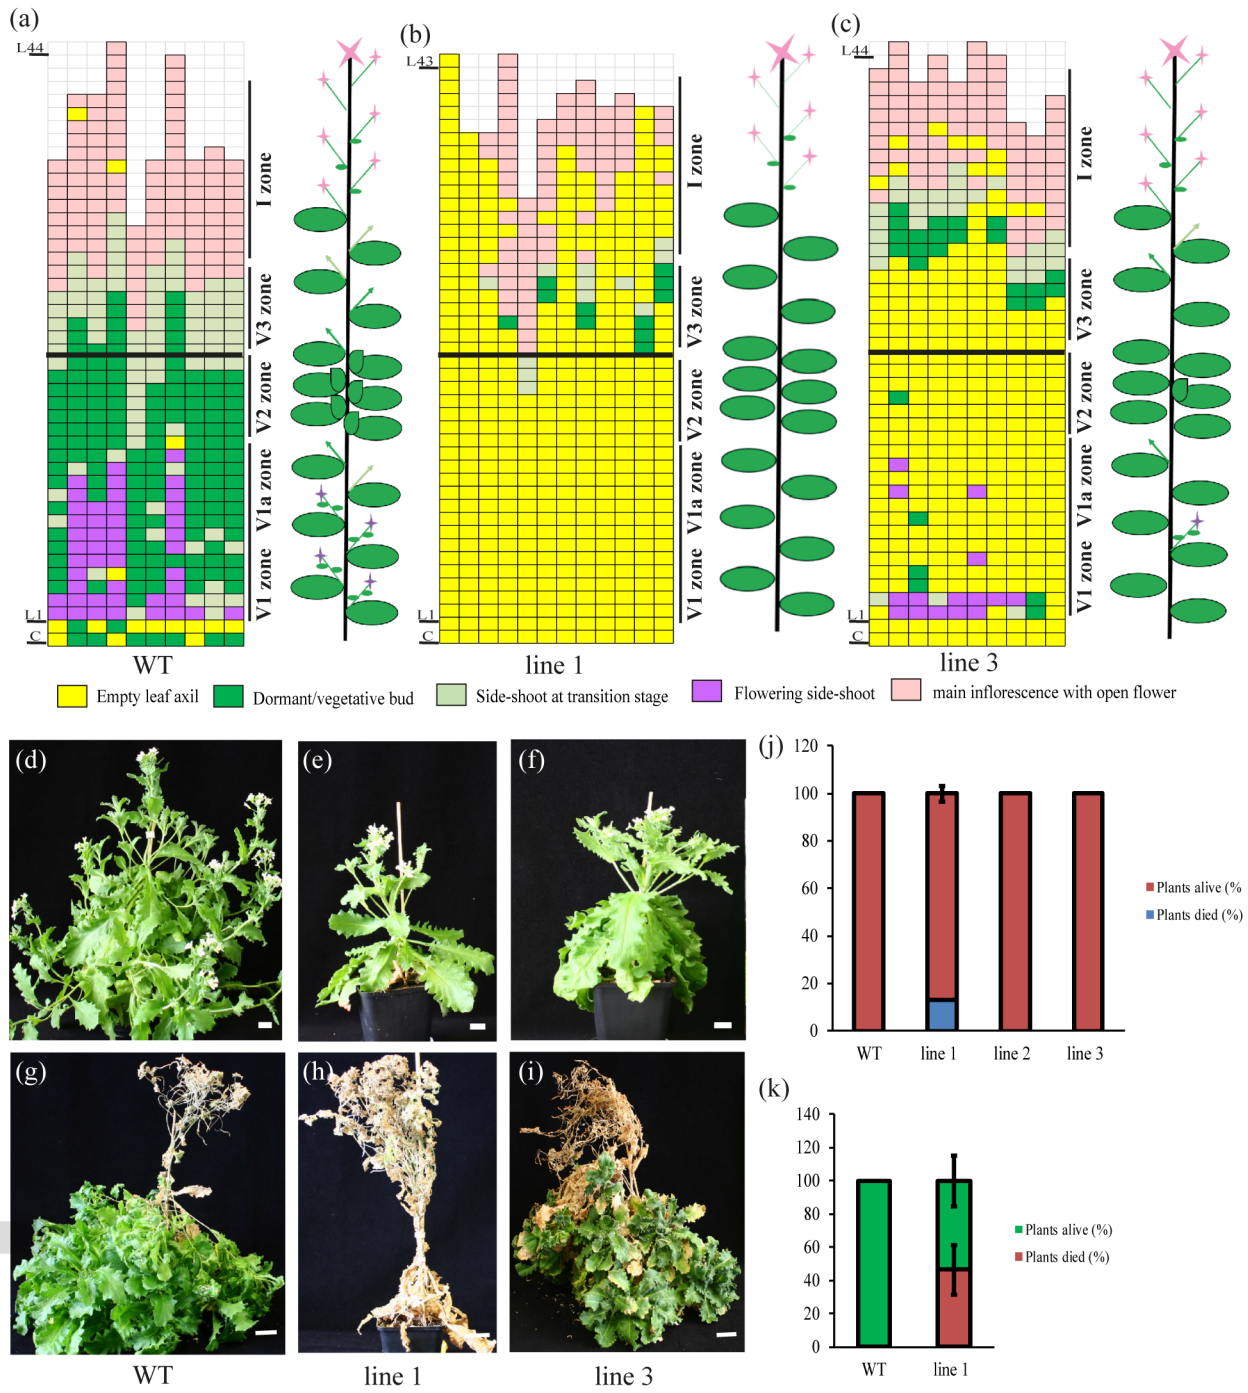 (a)
L44
I zone
V3 zone
V2 zone
V1a zone
V1 zone
L1
C
WT
(b)
L43
I zone
V3 zone
V2 zone
V1a zone
V1 zone
L1
C
line 1
(c)
L44
I zone
V3 zone
V2 zone
V1a zone
V1 zone
L1
C
line 3
Empty leaf axil
Dormant/vegetative bud
Side-shoot at transition stage
Flowering side-shoot
main inflorescence with open flower
(d)
(e)
(f)
(g)
(h)
(i)
WT
line 1
line 3
(j)
120
100
80
60
40
20
0
WT
line 1
line 2
line 3
Plants alive (%
Plants died (%)
(k)
140
120
100
80
60
40
20
0
WT
line 1
Plants alive (%)
Plants died (%)